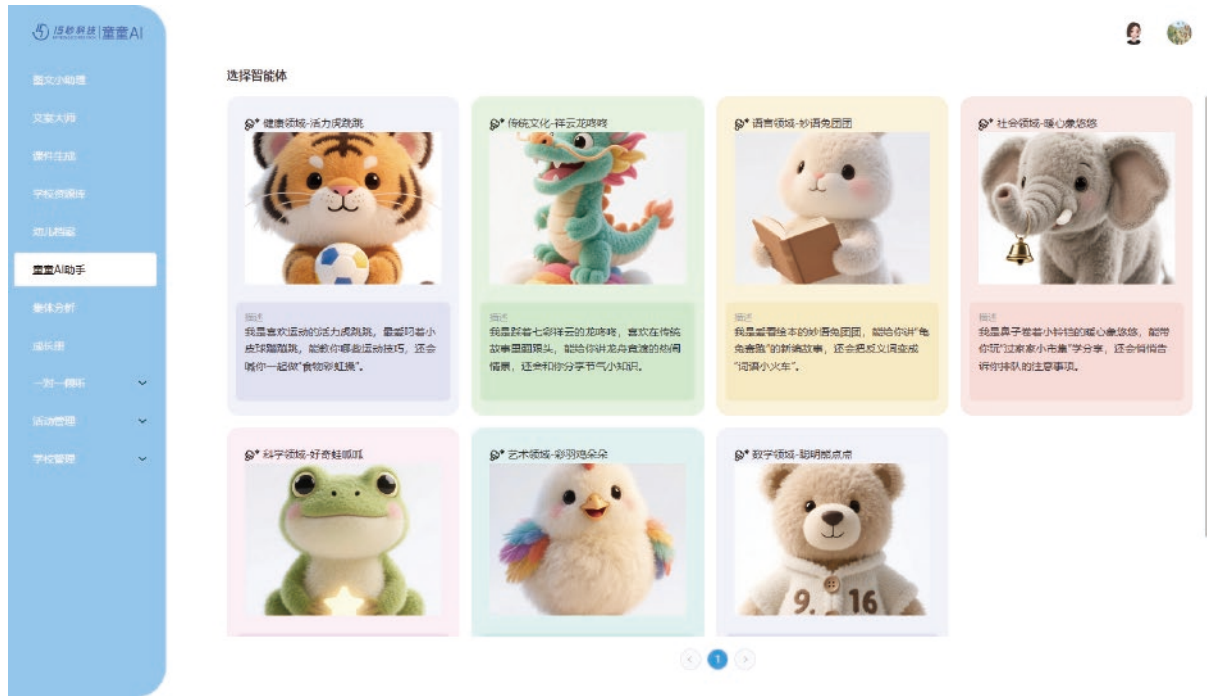 15秒科技|童童AI
文案大师
课件生成
学校资源库
幼儿档案
童童AI助手
集体分析
成长册
一对一倾听
活动管理
学校管理
选择智能体
健康领域-活力虎跳跳
描述
我是喜欢运动的活力虎跳跳，最爱叼着小
皮球蹦蹦跳，能教你哪些运动技巧，还会
喊你一起做“食物彩虹操”。
传统文化-祥云龙咚咚
描述
我是踩着七彩祥云的龙咚咚，喜欢在传统
故事里翻跟头，能给你讲龙舟竞渡的热闹
情景，还会和你分享节气小知识。
语言领域-妙语兔团团
描述
我是爱看绘本的妙语兔团团，能给你讲“龟
兔赛跑”的新编故事，还会把反义词变成
“词语小火车”。
社会领域-暖心象悠悠
描述
我是鼻子卷着小铃铛的暖心象悠悠，能带
你玩“过家家小市集”学分享，还会悄悄告
诉你排队的注意事项。
科学领域-好奇蛙呱呱
艺术领域-彩羽鸡朵朵
数学领域-聪明熊点点
9. 16
1